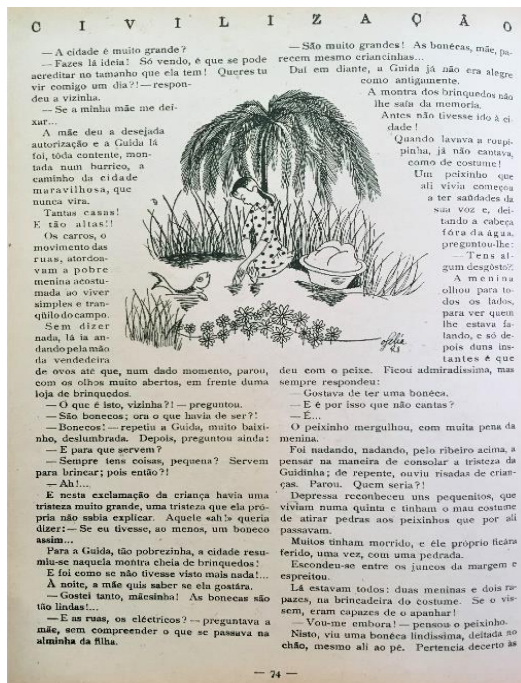 CIVILIZAÇÃO
— A cidade é muito grande?
— Fazes lá ideia! Só vendo, é que se pode
acreditar no tamanho que ela tem! Queres tu
vir comigo um dia?! — respon-
deu a vizinha.
— Se a minha mãe me dei-
xar...
A mãe deu a desejada
autorização e a Guida lá
foi, tôda contente, mon-
tada num burrico, a
caminho da cidade
maravilhosa, que
nunca vira.
Tantas casas!
E tão altas!!
Os carros, o
movimento das
ruas, atordoa-
vam a pobre
menina acostu-
mada ao viver
simples e tran-
qüilo do campo.
Sem dizer
nada, lá ia an-
dando pela mão
da vendedeira
de ovos até que, num dado momento, parou,
com os olhos muito abertos, em frente duma
loja de brinquedos.
— O que é isto, vizinha?! — preguntou.
— São bonecos; ora o que havia de ser?!
— Bonecos! — repetiu a Guida, muito baixi-
nho, deslumbrada. Depois, preguntou ainda:
— E para que servem?
— Sempre tens coisas, pequena? Servem
para brincar; pois então?!
— Ah!...
E nesta exclamação da criança havia uma
tristeza muito grande, uma tristeza que ela pró-
pria não sabia explicar. Aquele «ah!» queria
dizer: — Se eu tivesse, ao menos, um boneco
assim...
Para a Guida, tão pobrezinha, a cidade resu-
miu-se naquela montra cheia de brinquedos!
E foi como se não tivesse visto mais nada!...
À noite, a mãe quis saber se ela gostára.
— Gostei tanto, mãesinha! As bonecas são
tão lindas!...
— E as ruas, os eléctricos? — preguntava a
mãe, sem compreender o que se passava na
alminha da filha.
— São muito grandes! As bonecas, mãe, pa-
recem mesmo criancinhas...
Daí em diante, a Guida já não era alegre
como antigamente.
A montra dos brinquedos não
lhe saía da memoria.
Antes não tivesse ido à ci-
dade!
Quando lavava a roupi-
nha, já não cantava,
como de costume!
Um peixinho que
ali vivia começou
a ter saùdades da
sua voz e, dei-
tando a cabeça
fóra da água,
preguntou-lhe:
— Tens al-
gum desgôsto?!
A menina
olhou para to-
dos os lados,
para ver quem
lhe estava fa-
lando, e só de-
pois duns ins-
tantes é que
deu com o peixe. Ficou admiradíssima, mas
sempre respondeu:
— Gostava de ter uma boneca.
— E é por isso que não cantas?
— É...
O peixinho mergulhou, com muita pena da
menina.
Foi nadando, nadando, pelo ribeiro acima, a
pensar na maneira de consolar a tristeza da
Guidinha; de repente, ouviu risadas de crian-
ças. Parou. Quem seria?!
Depressa reconheceu uns pequenitos, que
viviam numa quinta e tinham o mau costume
de atirar pedras aos peixinhos que por ali
passavam.
Muitos tinham morrido, e êle próprio ficára
ferido, uma vez, com uma pedrada.
Escondeu-se entre os juncos da margem e
espreitou.
Lá estavam todos: duas meninas e dois ra-
pazes, na brincadeira do costume. Se o vis-
sem, eram capazes de o apanhar!
— Vou-me embora! — pensou o peixinho.
Nisto, viu uma bonéca lindíssima, deitada no
chão, mesmo ali ao pé. Pertencia decerto às
— 74 —